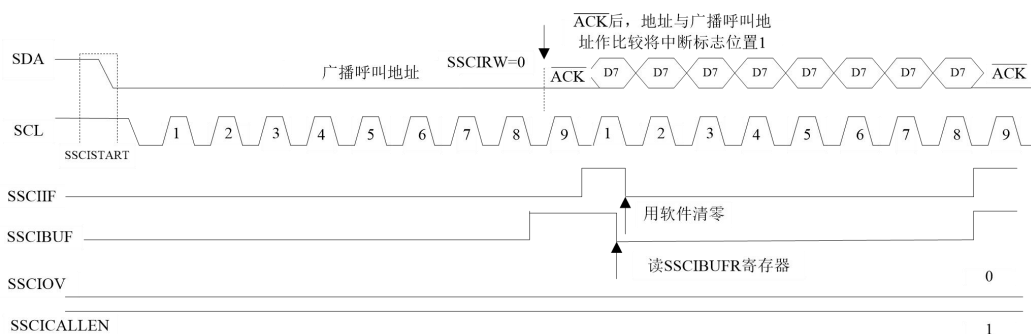 ACK后，地址与广播呼叫地
址作比较将中断标志位置1
SDA
广播呼叫地址
SSCIRW=0
ACK
D7 D7 D7 D7 D7 D7 D7 D7
ACK
SCL
1 2 3 4 5 6 7 8 9 1 2 3 4 5 6 7 8 9
SSCISTART
SSCIIF
用软件清零
SSCIBUF
读SSCIBUFR寄存器
SSCIOV
0
SSCICALLEN
1